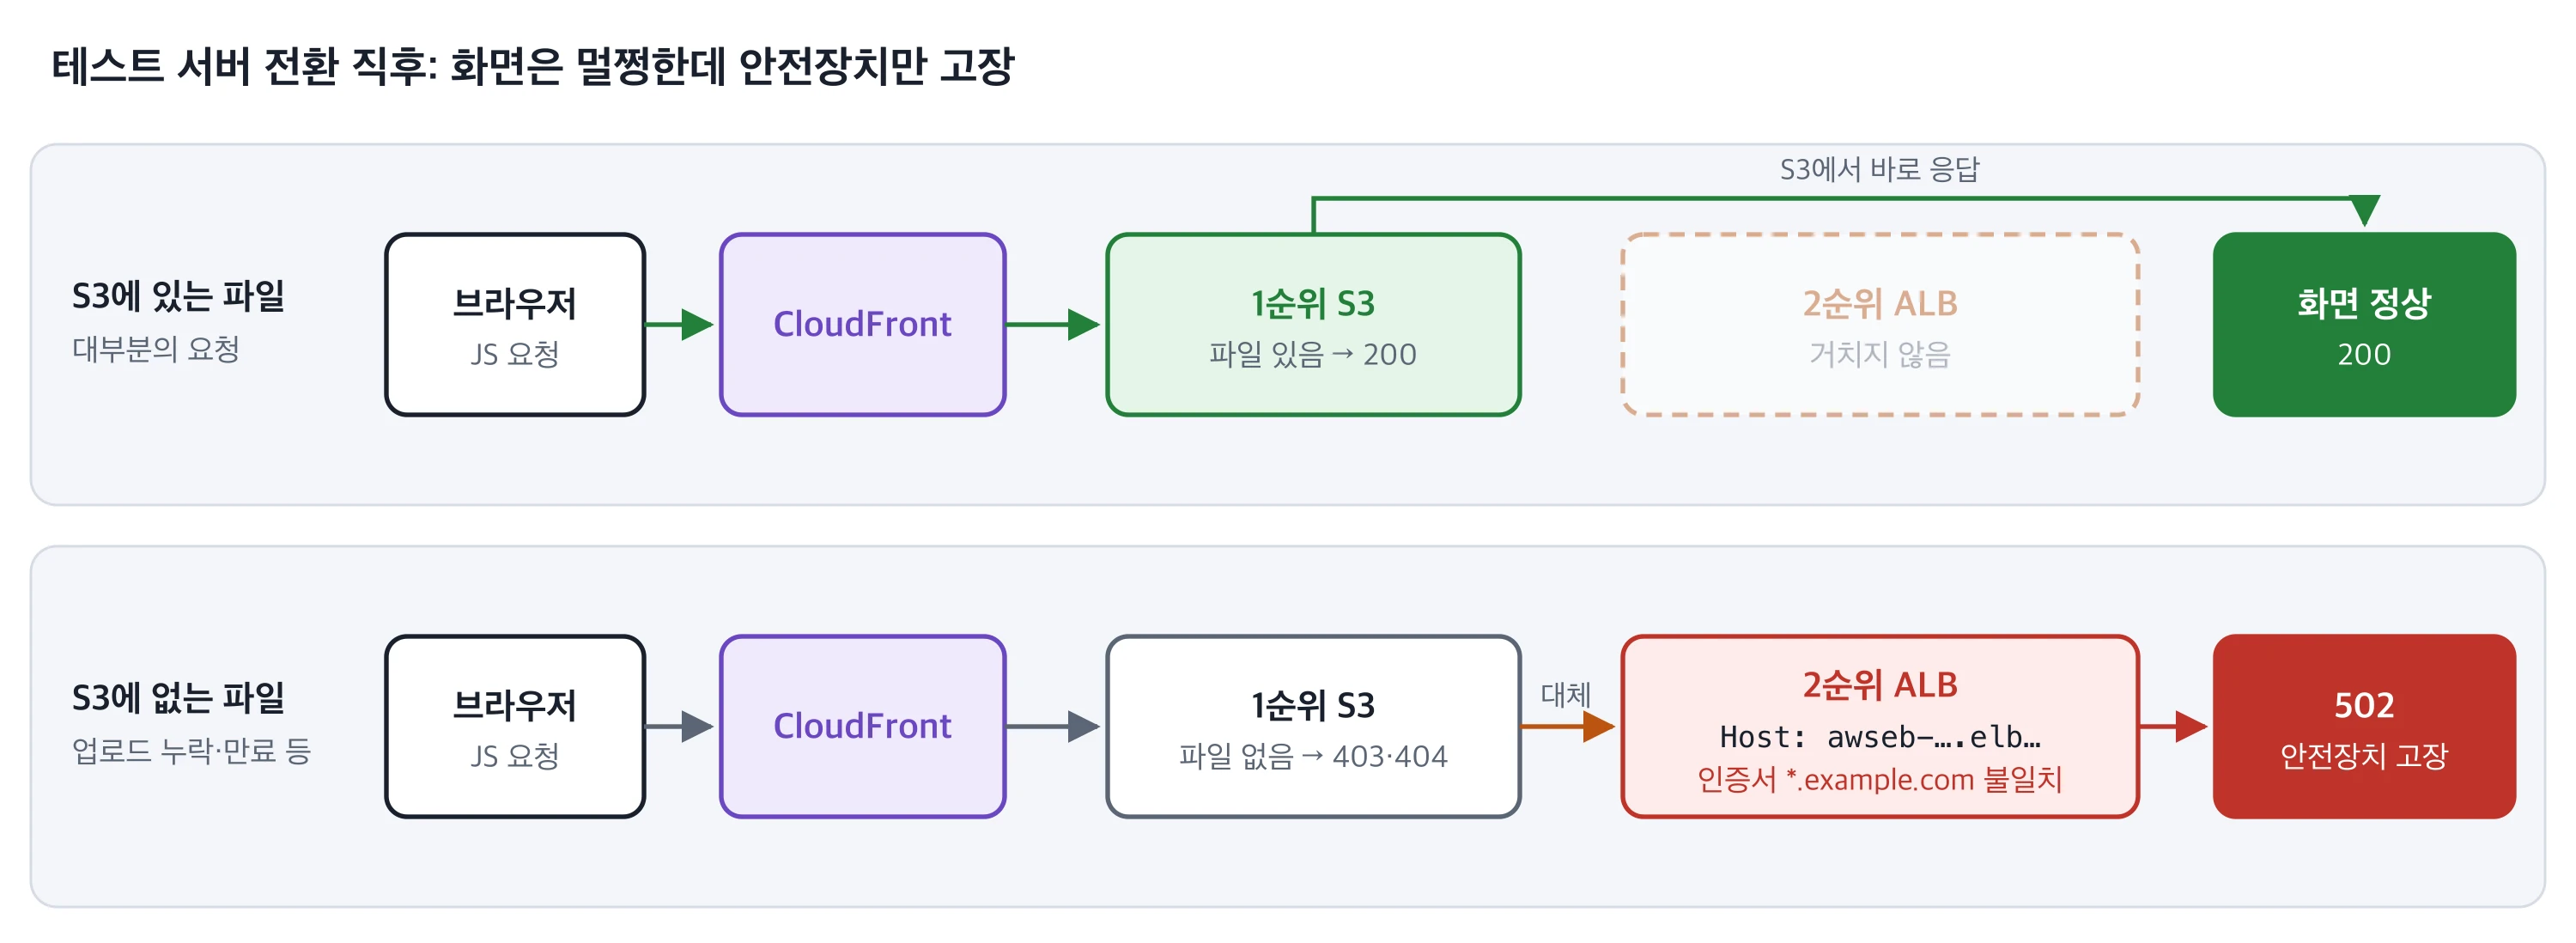 테스트 서버 전환 직후: 화면은 멀쩡한데 안전장치만 고장
S3에서 바로 응답
S3에 있는 파일
대부분의 요청
브라우저
JS 요청
CloudFront
1순위 S3
파일 있음 → 200
2순위 ALB
거치지 않음
화면 정상
200
S3에 없는 파일
업로드 누락·만료 등
브라우저
JS 요청
CloudFront
1순위 S3
파일 없음 → 403·404
대체
2순위 ALB
Host: awseb-….elb…
인증서 *.example.com 불일치
502
안전장치 고장